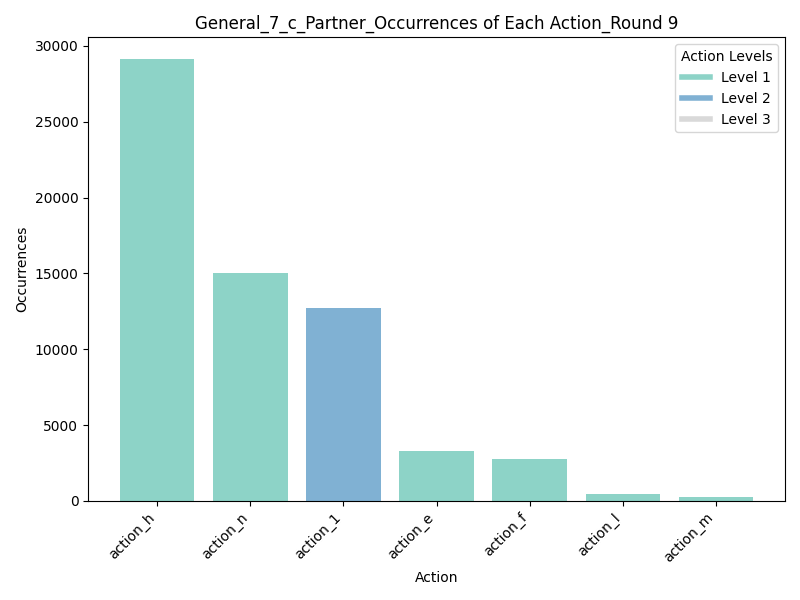 General_7_c_Partner_Occurrences of Each Action_Round 9
Action Levels
Level 1
Level 2
Level 3
Occurrences
30000
25000
20000
15000
10000
5000
0
action_h
action_n
action_1
action_e
action_f
action_l
action_m
Action